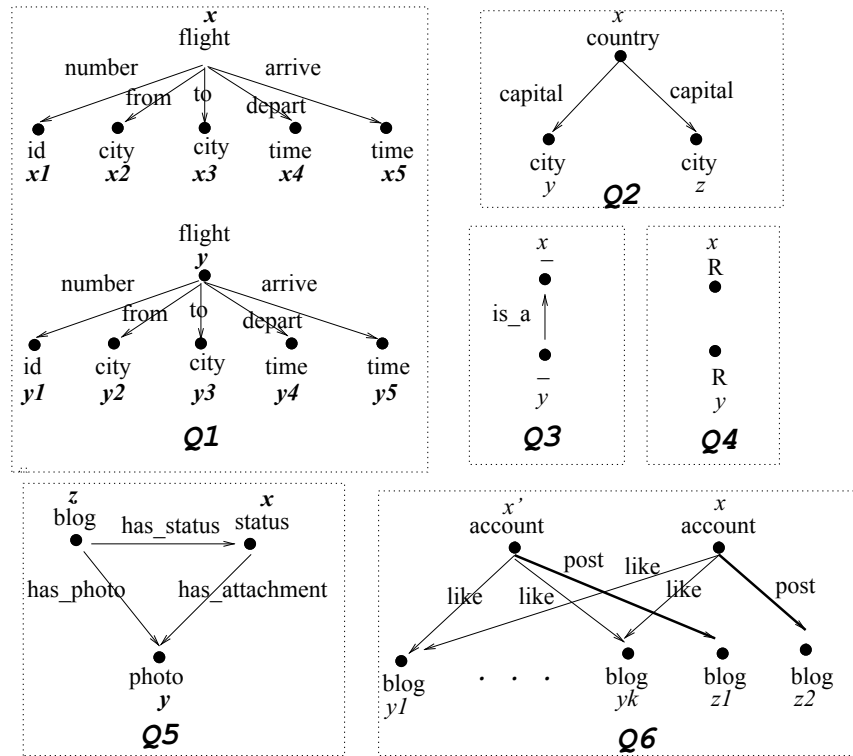 x
flight
number
arrive
from
to
depart
id
city
city
time
time
x1
x2
x3
x4
x5
flight
y
number
arrive
from
to
depart
id
city
city
time
time
y1
y2
y3
y4
y5
Q1
x
country
capital
capital
city
city
y
z
Q2
x
_
is_a
_
y
Q3
x
R
R
y
Q4
z
x
blog
status
has_status
has_photo
has_attachment
photo
y
Q5
x'
x
account
account
post
like
post
like
like
like
blog
. . .
blog
blog
blog
y1
yk
z1
z2
Q6